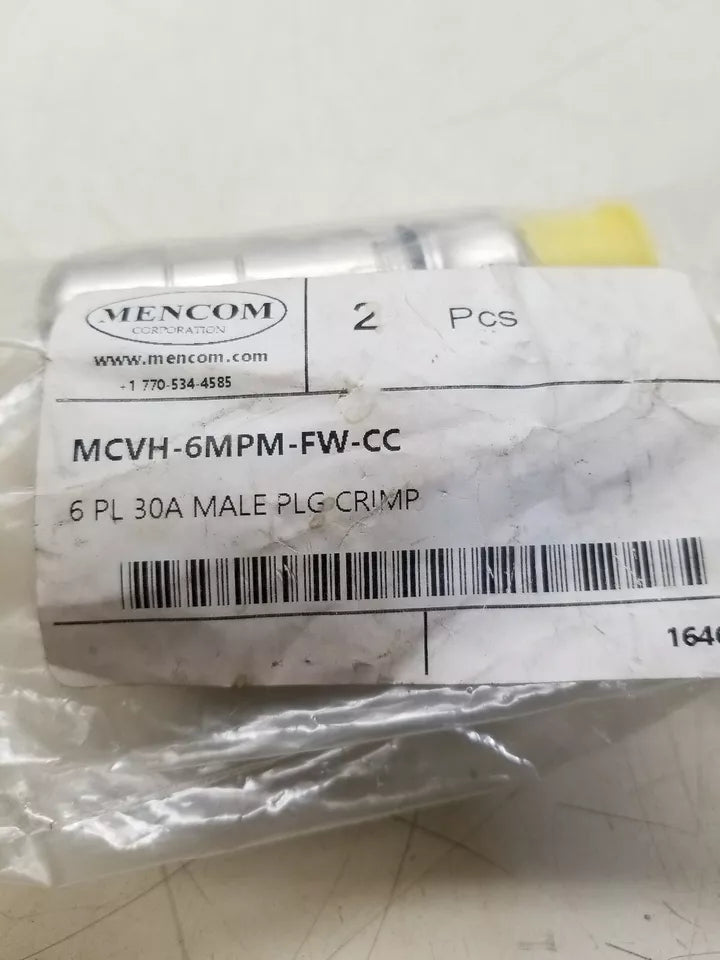 MENCOM
CORPORATION
www.mencom.com
+1 770-534-4585
2 Pcs
MCVH-6MPM-FW-CC
6 PL 30A MALE PLG CRIMP